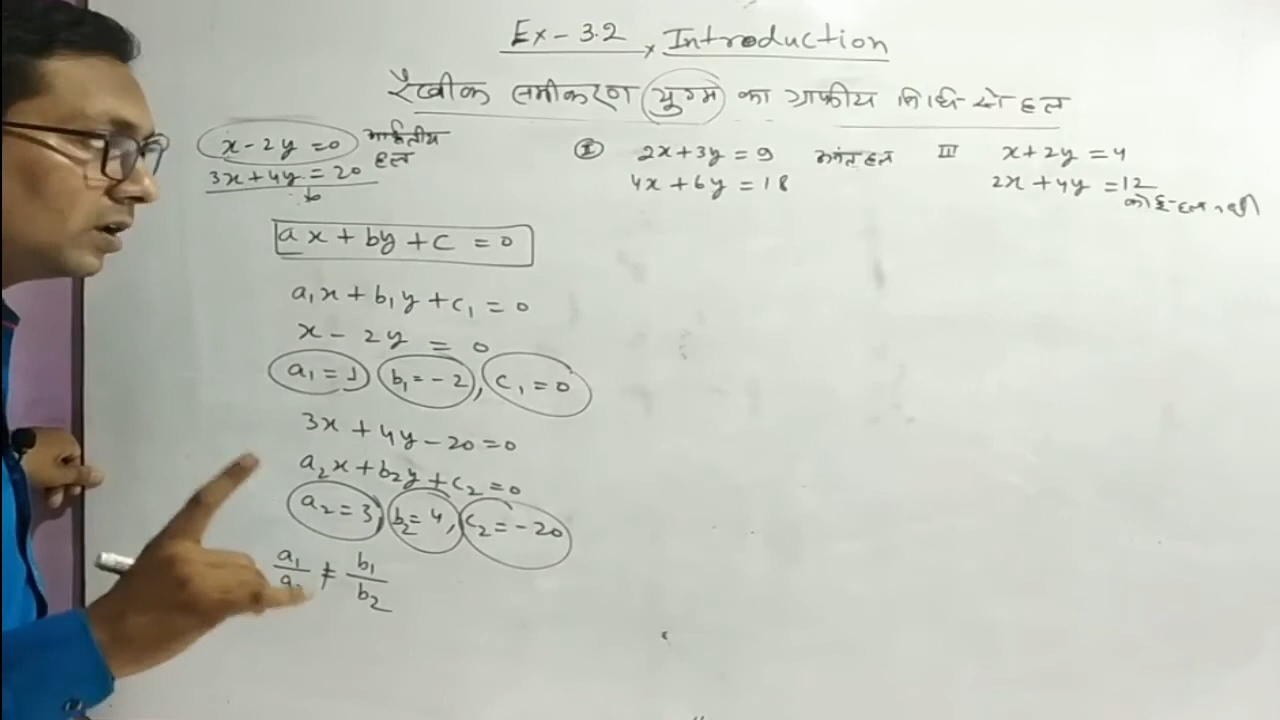 Ex - 3.2, Introduction
रैखीक समीकरण युग्म का ग्राफीय विधि से हल
x - 2y = 0
3x + 4y = 20
हल
b
ax + by + c = 0
a₁x + b₁y + c₁ = 0
x - 2y = 0
a₁ = 1 b₁ = -2, c₁ = 0
3x + 4y - 20 = 0
a₂x + b₂y + c₂ = 0
a₂ = 3, b₂ = 4, c₂ = -20
a₁/a₂ ≠ b₁/b₂
2x + 3y = 9 अनंत हल
4x + 6y = 18
III x + 2y = 4
2x + 4y = 12
कोई हल नहीं